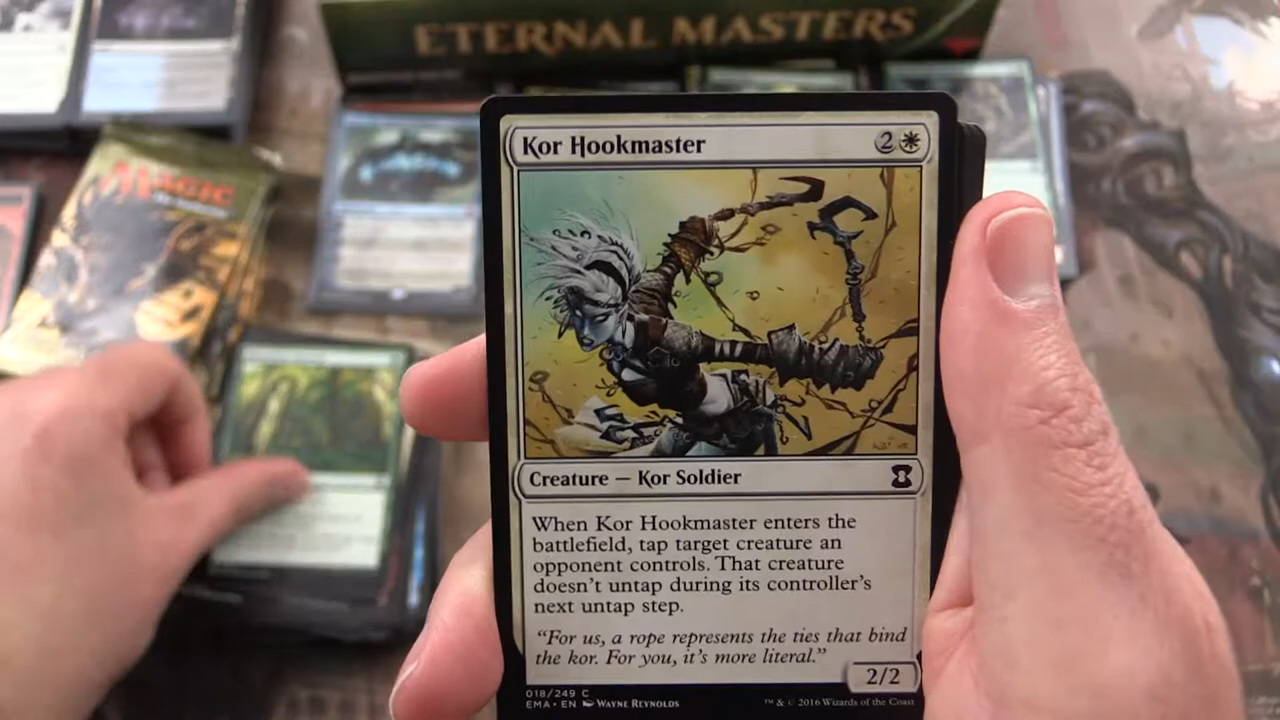 ETERNAL MASTERS
MAGIC
Kor Hookmaster 2
Creature — Kor Soldier
When Kor Hookmaster enters the
battlefield, tap target creature an
opponent controls. That creature
doesn't untap during its controller's
next untap step.
"For us, a rope represents the ties that bind
the kor. For you, it's more literal."
2/2
018/249 C
EMA • EN WAYNE REYNOLDS
™ & © 2016 Wizards of the Coast